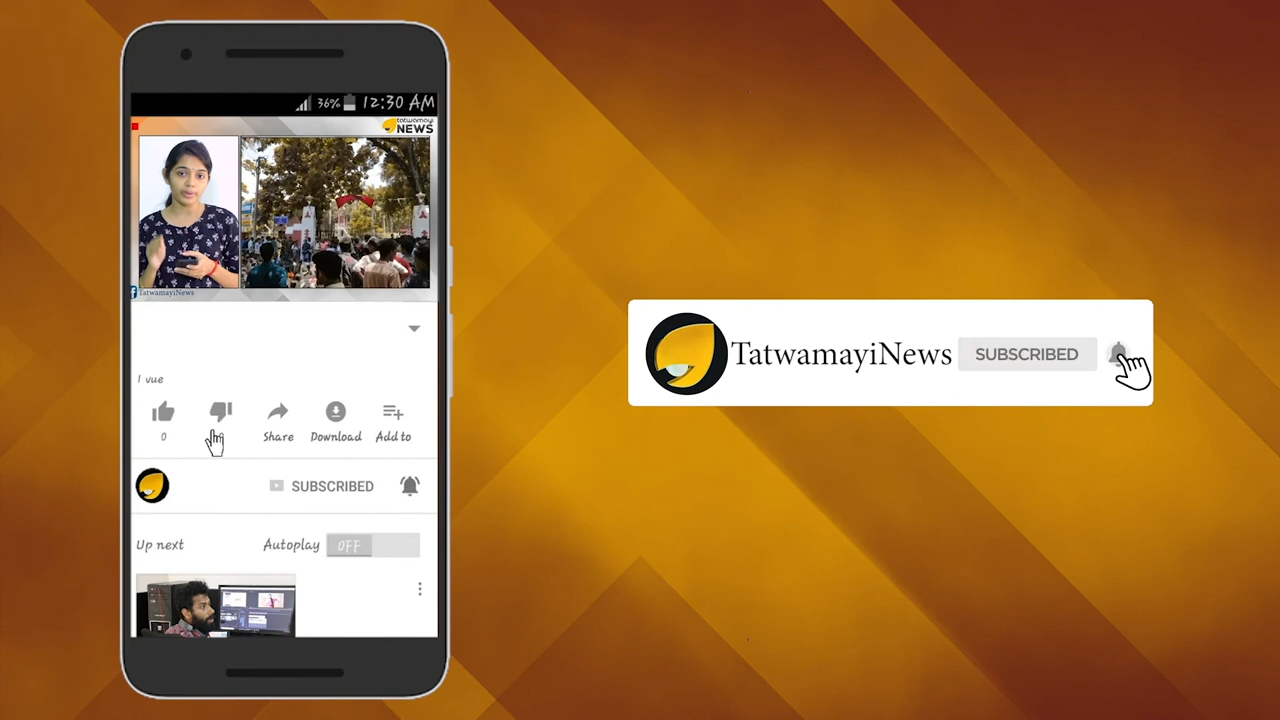 36% 12:30 AM
tatwamayi
NEWS
TatwamayiNews
1 vue
0 Share Download Add to
SUBSCRIBED
Up next Autoplay OFF
TatwamayiNews SUBSCRIBED